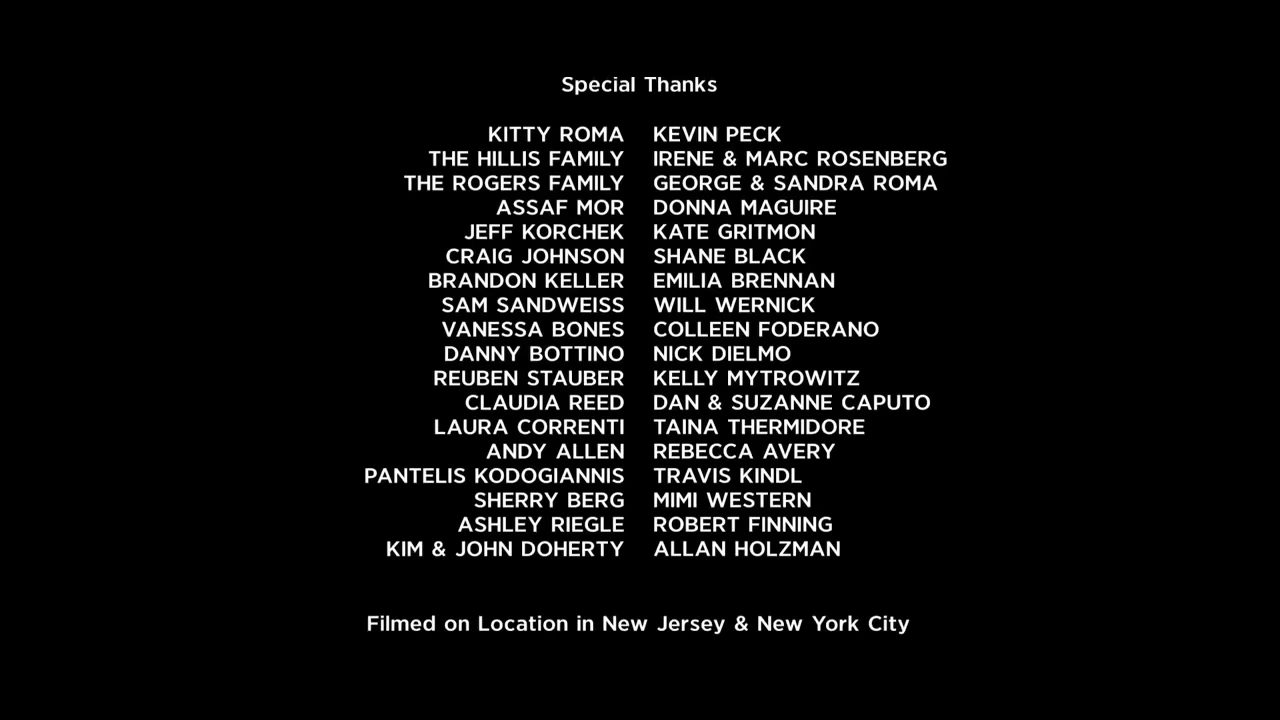 Special Thanks
KITTY ROMA KEVIN PECK
THE HILLIS FAMILY IRENE & MARC ROSENBERG
THE ROGERS FAMILY GEORGE & SANDRA ROMA
ASSAF MOR DONNA MAGUIRE
JEFF KORCHEK KATE GRITMON
CRAIG JOHNSON SHANE BLACK
BRANDON KELLER EMILIA BRENNAN
SAM SANDWEISS WILL WERNICK
VANESSA BONES COLLEEN FODERANO
DANNY BOTTINO NICK DIELMO
REUBEN STAUBER KELLY MYTROWITZ
CLAUDIA REED DAN & SUZANNE CAPUTO
LAURA CORRENTI TAINA THERMIDORE
ANDY ALLEN REBECCA AVERY
PANTELIS KODOGIANNIS TRAVIS KINDL
SHERRY BERG MIMI WESTERN
ASHLEY RIEGLE ROBERT FINNING
KIM & JOHN DOHERTY ALLAN HOLZMAN
Filmed on Location in New Jersey & New York City